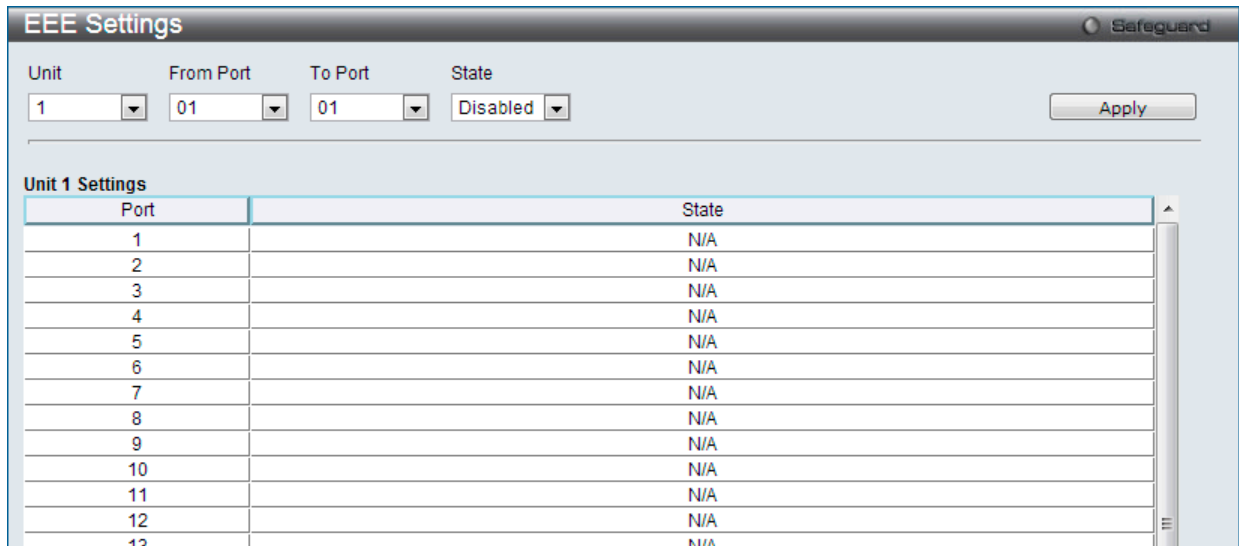 EEE Settings
Safeguard
Unit From Port To Port State
1 01 01 Disabled Apply
Unit 1 Settings
Port State
1 N/A
2 N/A
3 N/A
4 N/A
5 N/A
6 N/A
7 N/A
8 N/A
9 N/A
10 N/A
11 N/A
12 N/A
13 N/A